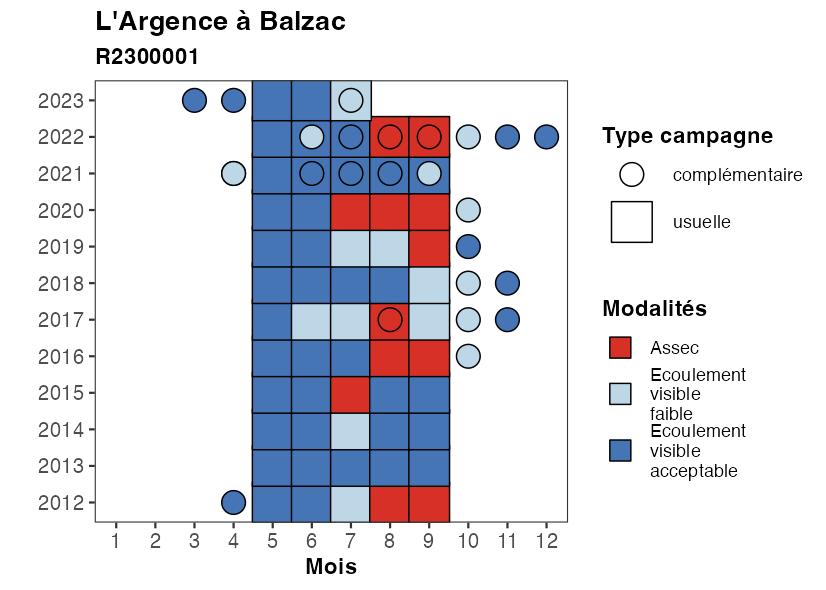 L'Argence à Balzac
R2300001
2023
2022
2021
2020
2019
2018
2017
2016
2015
2014
2013
2012
1 2 3 4 5 6 7 8 9 10 11 12
Mois
Type campagne
complémentaire
usuelle
Modalités
Assec
Ecoulement
visible
faible
Ecoulement
visible
acceptable